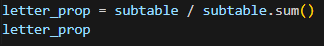 letter_prop = subtable / subtable.sum()
letter_prop